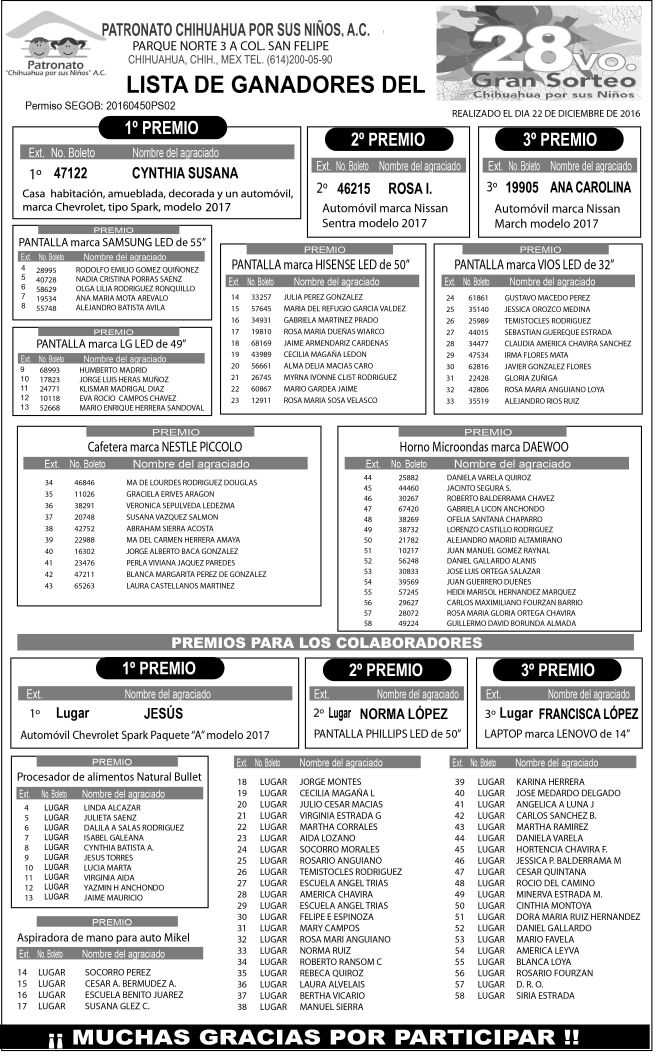 PATRONATO CHIHUAHUA POR SUS NIÑOS, A.C.
PARQUE NORTE 3 A COL. SAN FELIPE
CHIHUAHUA, CHIH., MEX TEL. (614)200-05-90
Patronato
"Chihuahua por sus Niños" A.C.
LISTA DE GANADORES DEL
28vo.
Gran Sorteo
Chihuahua por sus Niños
Permiso SEGOB: 20160450PS02
REALIZADO EL DIA 22 DE DICIEMBRE DE 2016
1º PREMIO
Ext. No. Boleto Nombre del agraciado
1º 47122 CYNTHIA SUSANA
Casa habitación, amueblada, decorada y un automóvil,
marca Chevrolet, tipo Spark, modelo 2017
2º PREMIO
Ext. No. Boleto Nombre del agraciado
2º 46215 ROSA I.
Automóvil marca Nissan
Sentra modelo 2017
3º PREMIO
Ext. No. Boleto Nombre del agraciado
3º 19905 ANA CAROLINA
Automóvil marca Nissan
March modelo 2017
PREMIO
PANTALLA marca SAMSUNG LED de 55"
Ext. No. Boleto Nombre del agraciado
4 28995 RODOLFO EMILIO GOMEZ QUIÑONEZ
5 40728 NADIA CRISTINA PORRAS SAENZ
6 58629 OLGA LILIA RODRIGUEZ RONQUILLO
7 19534 ANA MARIA MOTA AREVALO
8 55748 ALEJANDRO BATISTA AVILA
PREMIO
PANTALLA marca LG LED de 49"
Ext. No. Boleto Nombre del agraciado
9 68993 HUMBERTO MADRID
10 17823 JORGE LUIS HERAS MUÑOZ
11 24771 KLISMAR MADRIGAL DIAZ
12 10118 EVA ROCIO CAMPOS CHAVEZ
13 52668 MARIO ENRIQUE HERRERA SANDOVAL
PREMIO
PANTALLA marca HISENSE LED de 50"
Ext. No. Boleto Nombre del agraciado
14 33257 JULIA PEREZ GONZALEZ
15 57645 MARIA DEL REFUGIO GARCIA VALDEZ
16 34931 GABRIELA MARTINEZ PRADO
17 19810 ROSA MARIA DUEÑAS WIARCO
18 68169 JAIME ARMENDARIZ CARDENAS
19 43989 CECILIA MAGAÑA LEDON
20 56661 ALMA DELIA MACIAS CARO
21 26745 MYRNA IVONNE CLIST RODRIGUEZ
22 60867 MARIO GARDEA JAIME
23 12911 ROSA MARIA SOSA VELASCO
PREMIO
PANTALLA marca VIOS LED de 32"
Ext. No. Boleto Nombre del agraciado
24 61861 GUSTAVO MACEDO PEREZ
25 35140 JESSICA OROZCO MEDINA
26 25989 TEMISTOCLES RODRIGUEZ
27 44015 SEBASTIAN GUEREQUE ESTRADA
28 34477 CLAUDIA AMERICA CHAVIRA SANCHEZ
29 47534 IRMA FLORES MATA
30 62816 JAVIER GONZALEZ FLORES
31 22428 GLORIA ZUÑIGA
32 42806 ROSA MARIA ANGUIANO LOYA
33 35519 ALEJANDRO RIOS RUIZ
PREMIO
Cafetera marca NESTLE PICCOLO
Ext. No. Boleto Nombre del agraciado
34 46846 MA DE LOURDES RODRIGUEZ DOUGLAS
35 11026 GRACIELA ERIVES ARAGON
36 38291 VERONICA SEPULVEDA LEDEZMA
37 20748 SUSANA VAZQUEZ SALMON
38 42752 ABRAHAM SIERRA ACOSTA
39 22988 MA DEL CARMEN HERRERA AMAYA
40 16302 JORGE ALBERTO BACA GONZALEZ
41 23476 PERLA VIVIANA JAQUEZ PAREDES
42 47211 BLANCA MARGARITA PEREZ DE GONZALEZ
43 65263 LAURA CASTELLANOS MARTINEZ
PREMIO
Horno Microondas marca DAEWOO
Ext. No. Boleto Nombre del agraciado
44 25882 DANIELA VARELA QUIROZ
45 44460 JACINTO SEGURA S.
46 30267 ROBERTO BALDERRAMA CHAVEZ
47 67420 GABRIELA LICON ANCHONDO
48 38269 OFELIA SANTANA CHAPARRO
49 38732 LORENZO CASTILLO RODRIGUEZ
50 21782 ALEJANDRO MADRID ALTAMIRANO
51 10217 JUAN MANUEL GOMEZ RAYNAL
52 56248 DANIEL GALLARDO ALANIS
53 30833 JOSE LUIS ORTEGA SALAZAR
54 39569 JUAN GUERRERO DUEÑES
55 57245 HEIDI MARISOL HERNANDEZ MARQUEZ
56 29627 CARLOS MAXIMILIANO FOURZAN BARRIO
57 28072 ROSA MARIA GLORIA ORTEGA CHAVIRA
58 49224 GUILLERMO DAVID BORUNDA ALMADA
PREMIOS PARA LOS COLABORADORES
1º PREMIO
Ext. Nombre del agraciado
1º Lugar JESÚS
Automóvil Chevrolet Spark Paquete "A" modelo 2017
2º PREMIO
Ext. Nombre del agraciado
2º Lugar NORMA LÓPEZ
PANTALLA PHILLIPS LED de 50"
3º PREMIO
Ext. Nombre del agraciado
3º Lugar FRANCISCA LÓPEZ
LAPTOP marca LENOVO de 14"
PREMIO
Procesador de alimentos Natural Bullet
Ext. No. Boleto Nombre del agraciado
4 LUGAR LINDA ALCAZAR
5 LUGAR JULIETA SAENZ
6 LUGAR DALILA A SALAS RODRIGUEZ
7 LUGAR ISABEL GALEANA
8 LUGAR CYNTHIA BATISTA A.
9 LUGAR JESUS TORRES
10 LUGAR LUCIA MARTA
11 LUGAR VIRGINIA AIDA
12 LUGAR YAZMIN H ANCHONDO
13 LUGAR JAIME MAURICIO
PREMIO
Aspiradora de mano para auto Mikel
Ext. No. Boleto Nombre del agraciado
14 LUGAR SOCORRO PEREZ
15 LUGAR CESAR A. BERMUDEZ A.
16 LUGAR ESCUELA BENITO JUAREZ
17 LUGAR SUSANA GLEZ C.
Ext. No. Boleto Nombre del agraciado
18 LUGAR JORGE MONTES
19 LUGAR CECILIA MAGAÑA L
20 LUGAR JULIO CESAR MACIAS
21 LUGAR VIRGINIA ESTRADA G
22 LUGAR MARTHA CORRALES
23 LUGAR AIDA LOZANO
24 LUGAR SOCORRO MORALES
25 LUGAR ROSARIO ANGUIANO
26 LUGAR TEMISTOCLES RODRIGUEZ
27 LUGAR ESCUELA ANGEL TRIAS
28 LUGAR AMERICA CHAVIRA
29 LUGAR ESCUELA ANGEL TRIAS
30 LUGAR FELIPE E ESPINOZA
31 LUGAR MARY CAMPOS
32 LUGAR ROSA MARI ANGUIANO
33 LUGAR NORMA RUIZ
34 LUGAR ROBERTO RANSOM C
35 LUGAR REBECA QUIROZ
36 LUGAR LAURA ALVELAIS
37 LUGAR BERTHA VICARIO
38 LUGAR MANUEL SIERRA
Ext. No. Boleto Nombre del agraciado
39 LUGAR KARINA HERRERA
40 LUGAR JOSE MEDARDO DELGADO
41 LUGAR ANGELICA A LUNA J
42 LUGAR CARLOS SANCHEZ B.
43 LUGAR MARTHA RAMIREZ
44 LUGAR DANIELA VARELA
45 LUGAR HORTENCIA CHAVIRA F.
46 LUGAR JESSICA P. BALDERRAMA M
47 LUGAR CESAR QUINTANA
48 LUGAR ROCIO DEL CAMINO
49 LUGAR MINERVA ESTRADA M.
50 LUGAR CINTHIA MONTOYA
51 LUGAR DORA MARIA RUIZ HERNANDEZ
52 LUGAR DANIEL GALLARDO
53 LUGAR MARIO FAVELA
54 LUGAR AMERICA LEYVA
55 LUGAR BLANCA LOYA
56 LUGAR ROSARIO FOURZAN
57 LUGAR D. R. O.
58 LUGAR SIRIA ESTRADA
¡¡ MUCHAS GRACIAS POR PARTICIPAR !!